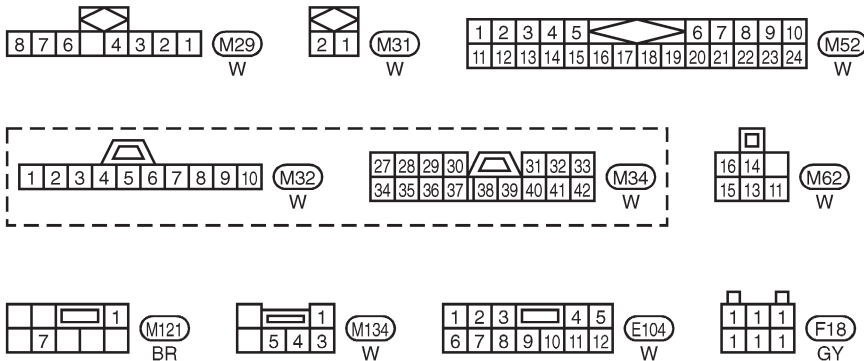 8 7 6 4 3 2 1 M29
W
2 1 M31
W
1 2 3 4 5 6 7 8 9 10
11 12 13 14 15 16 17 18 19 20 21 22 23 24 M52
W
1 2 3 4 5 6 7 8 9 10 M32
W
27 28 29 30 31 32 33
34 35 36 37 38 39 40 41 42 M34
W
16 14
15 13 11 M62
W
1
7 M121
BR
1
5 4 3 M134
W
1 2 3 4 5
6 7 8 9 10 11 12 E104
W
1 1 1
1 1 1 F18
GY